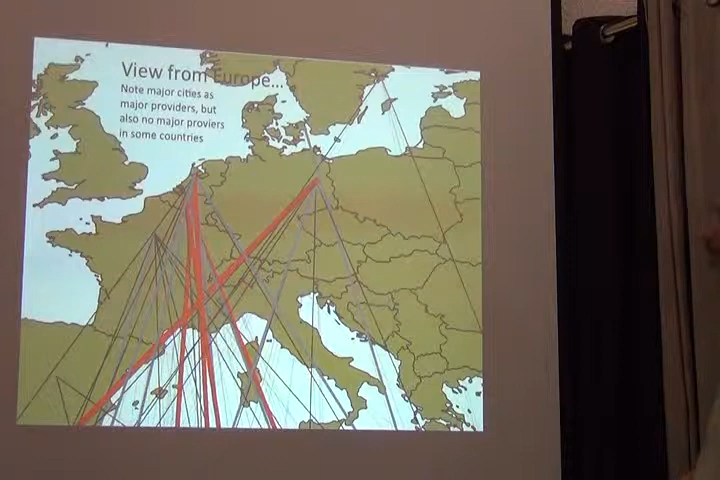 View from Europe...
Note major cities as
major providers, but
also no major proviers
in some countries